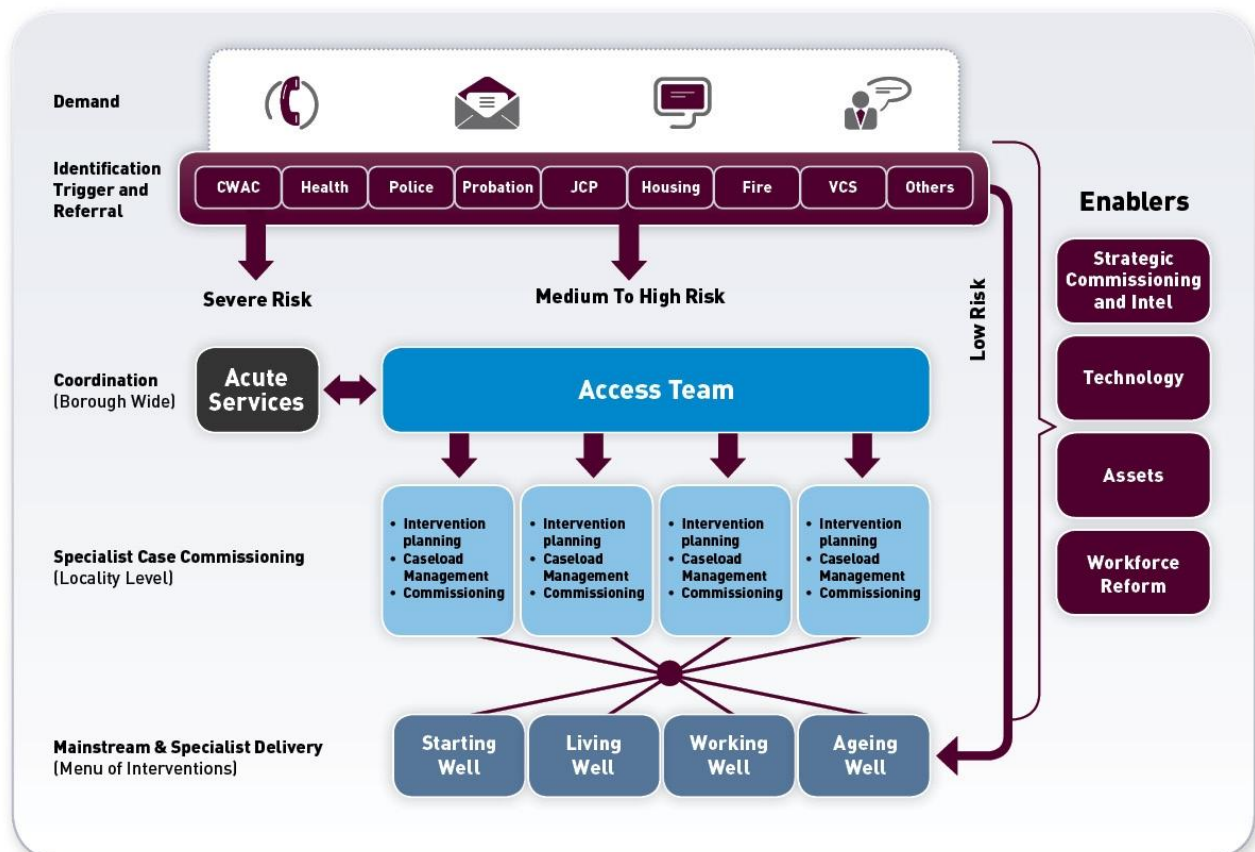 Demand
Identification
Trigger and
Referral
CWAC
Health
Police
Probation
JCP
Housing
Fire
VCS
Others
Severe Risk
Medium To High Risk
Low Risk
Enablers
Strategic
Commissioning
and Intel
Technology
Assets
Workforce
Reform
Coordination
(Borough Wide)
Acute
Services
Access Team
Specialist Case Commissioning
(Locality Level)
• Intervention
planning
• Caseload
Management
• Commissioning
• Intervention
planning
• Caseload
Management
• Commissioning
• Intervention
planning
• Caseload
Management
• Commissioning
• Intervention
planning
• Caseload
Management
• Commissioning
Mainstream & Specialist Delivery
(Menu of Interventions)
Starting
Well
Living
Well
Working
Well
Ageing
Well